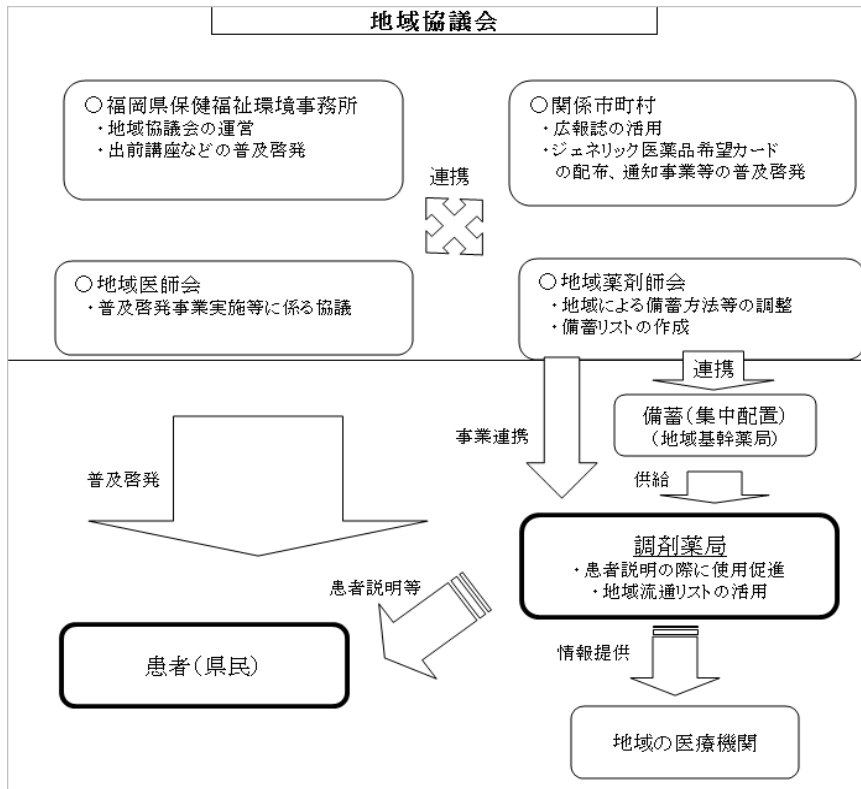 地域協議会
○福岡県保健福祉環境事務所
・地域協議会の運営
・出前講座などの普及啓発
○関係市町村
・広報誌の活用
・ジェネリック医薬品希望カード
の配布、通知事業等の普及啓発
連携
○地域医師会
・普及啓発事業実施等に係る協議
○地域薬剤師会
・地域による備蓄方法等の調整
・備蓄リストの作成
連携
備蓄(集中配置)
(地域基幹薬局)
事業連携
普及啓発
供給
調剤薬局
・患者説明の際に使用促進
・地域流通リストの活用
患者説明等
患者(県民)
情報提供
地域の医療機関